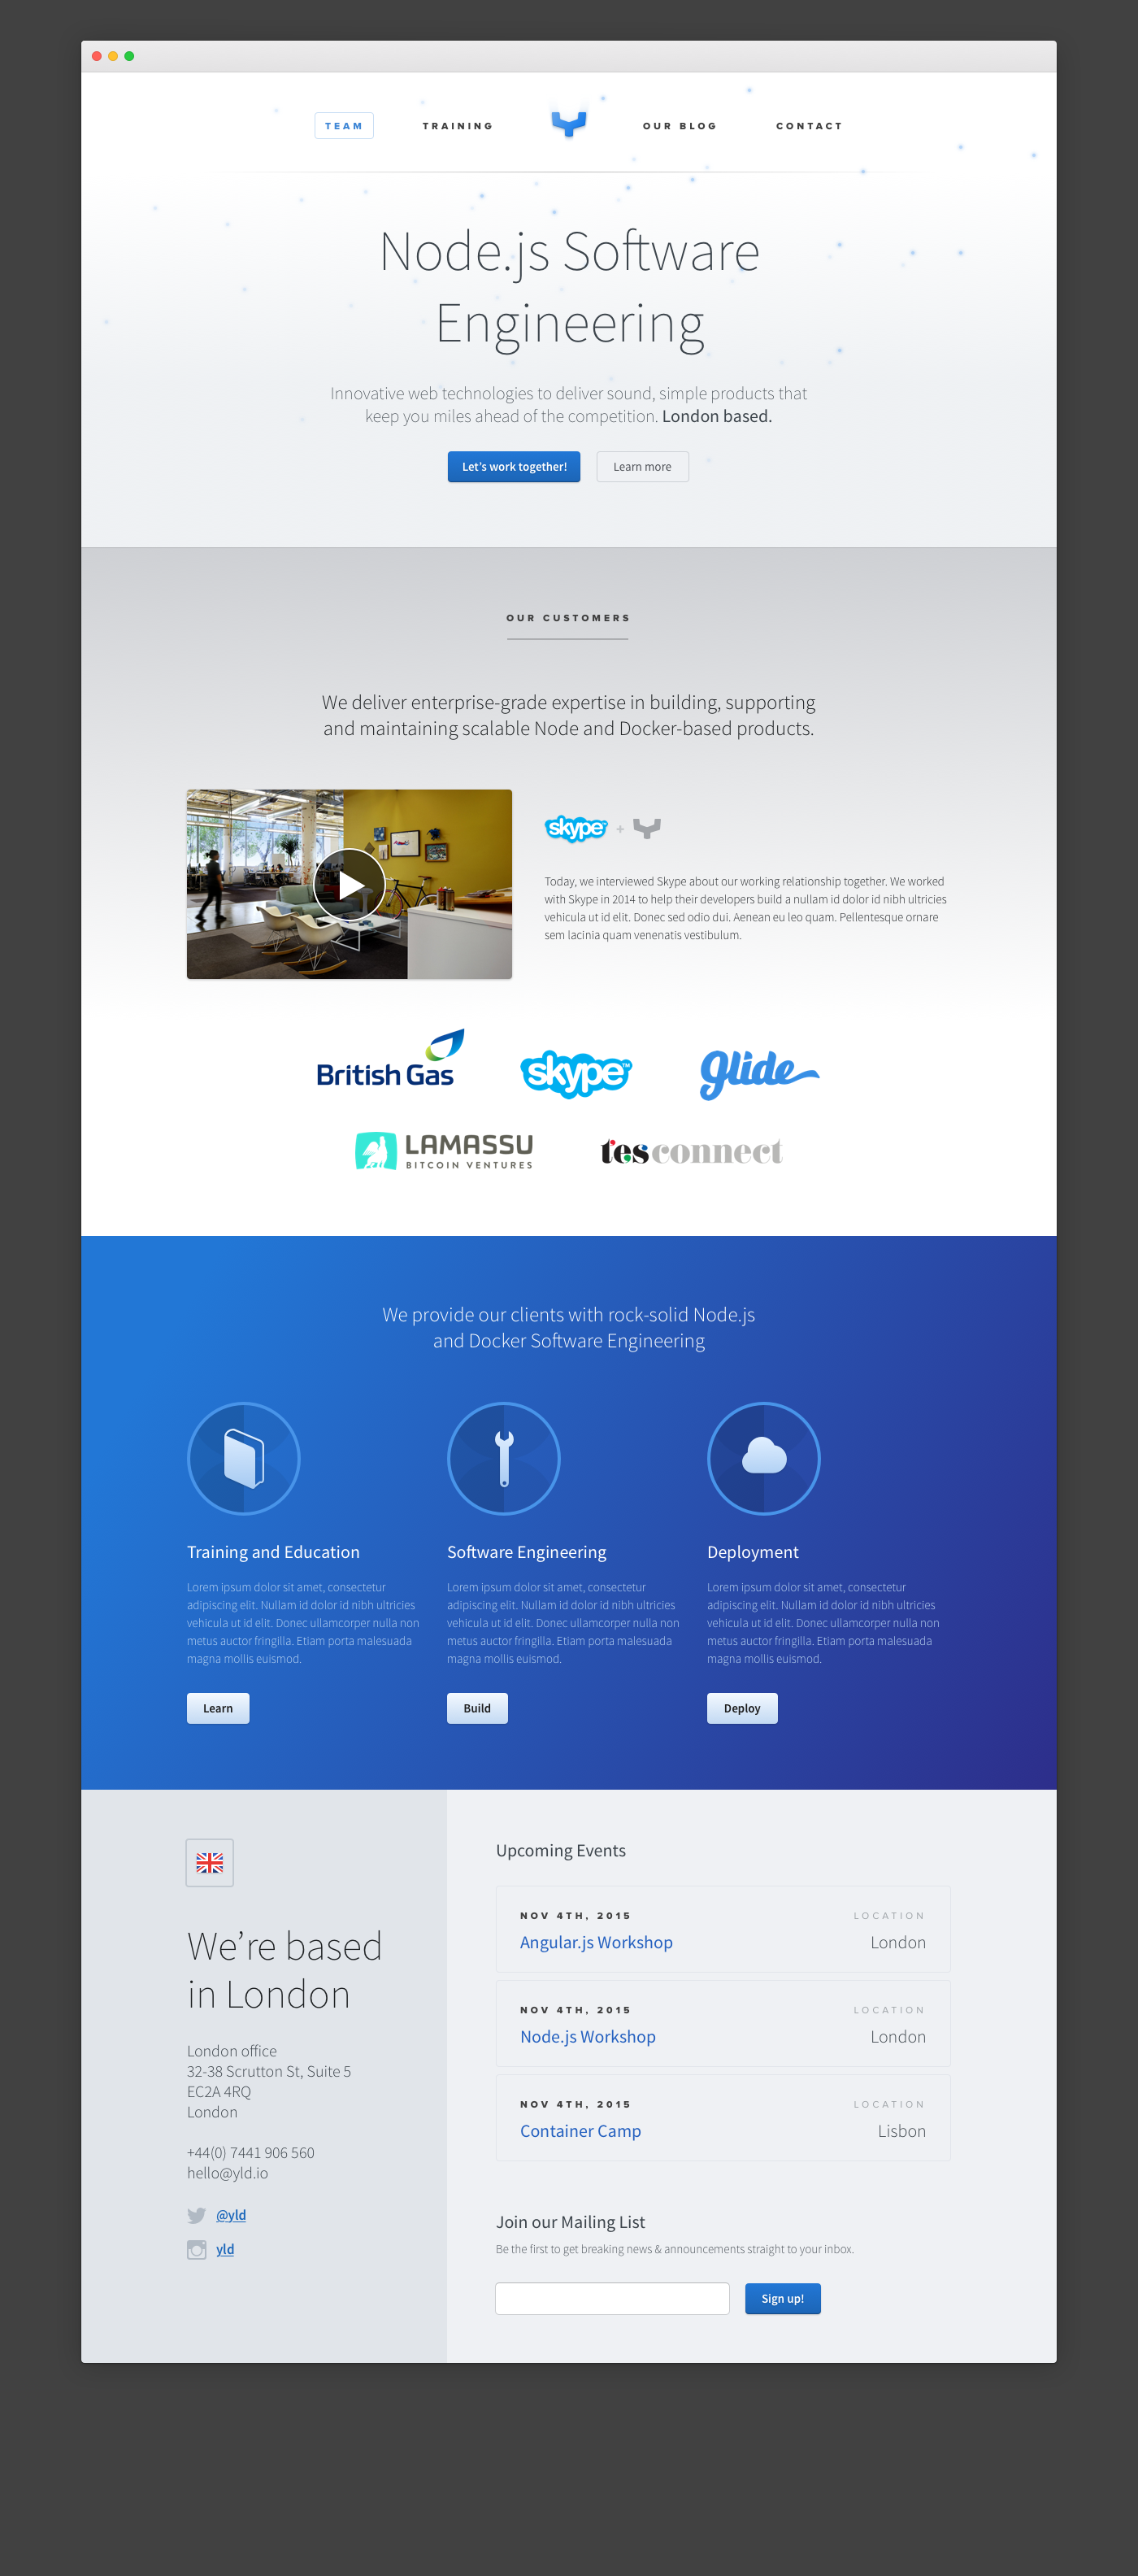 TEAM
TRAINING
OUR BLOG
CONTACT
Node.js Software
Engineering
Innovative web technologies to deliver sound, simple products that
keep you miles ahead of the competition. London based.
Let’s work together!
Learn more
OUR CUSTOMERS
We deliver enterprise-grade expertise in building, supporting
and maintaining scalable Node and Docker-based products.
skype +
Today, we interviewed Skype about our working relationship together. We worked
with Skype in 2014 to help their developers build a nullam id dolor id nibh ultricies
vehicula ut id elit. Donec sed odio dui. Aenean eu leo quam. Pellentesque ornare
sem lacinia quam venenatis vestibulum.
British Gas
skype™
glide
LAMASSU
BITCOIN VENTURES
tesconnect
We provide our clients with rock-solid Node.js
and Docker Software Engineering
Training and Education
Lorem ipsum dolor sit amet, consectetur
adipiscing elit. Nullam id dolor id nibh ultricies
vehicula ut id elit. Donec ullamcorper nulla non
metus auctor fringilla. Etiam porta malesuada
magna mollis euismod.
Learn
Software Engineering
Lorem ipsum dolor sit amet, consectetur
adipiscing elit. Nullam id dolor id nibh ultricies
vehicula ut id elit. Donec ullamcorper nulla non
metus auctor fringilla. Etiam porta malesuada
magna mollis euismod.
Build
Deployment
Lorem ipsum dolor sit amet, consectetur
adipiscing elit. Nullam id dolor id nibh ultricies
vehicula ut id elit. Donec ullamcorper nulla non
metus auctor fringilla. Etiam porta malesuada
magna mollis euismod.
Deploy
We’re based
in London
London office
32-38 Scrutton St, Suite 5
EC2A 4RQ
London
+44(0) 7441 906 560
hello@yld.io
@yld
yld
Upcoming Events
NOV 4TH, 2015
LOCATION
Angular.js Workshop
London
NOV 4TH, 2015
LOCATION
Node.js Workshop
London
NOV 4TH, 2015
LOCATION
Container Camp
Lisbon
Join our Mailing List
Be the first to get breaking news & announcements straight to your inbox.
Sign up!